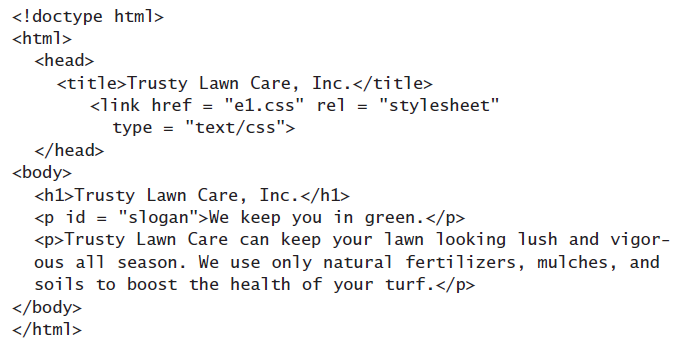 <!doctype html>
<html>
<head>
<title>Trusty Lawn Care, Inc.</title>
<link href = "e1.css" rel = "stylesheet"
type = "text/css">
</head>
<body>
<h1>Trusty Lawn Care, Inc.</h1>
<p id = "slogan">We keep you in green.</p>
<p>Trusty Lawn Care can keep your lawn looking lush and vigor-
ous all season. We use only natural fertilizers, mulches, and
soils to boost the health of your turf.</p>
</body>
</html>